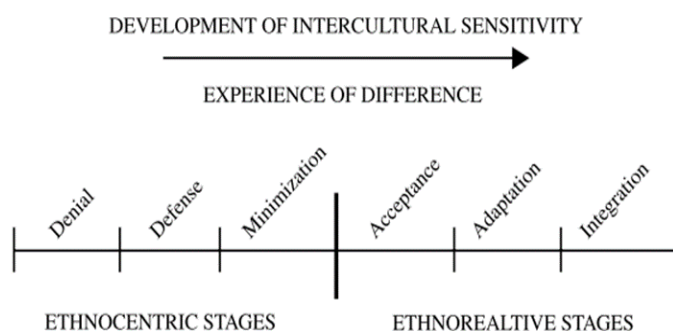 DEVELOPMENT OF INTERCULTURAL SENSITIVITY
EXPERIENCE OF DIFFERENCE
Denial
Defense
Minimization
Acceptance
Adaptation
Integration
ETHNOCENTRIC STAGES
ETHNOREALTIVE STAGES